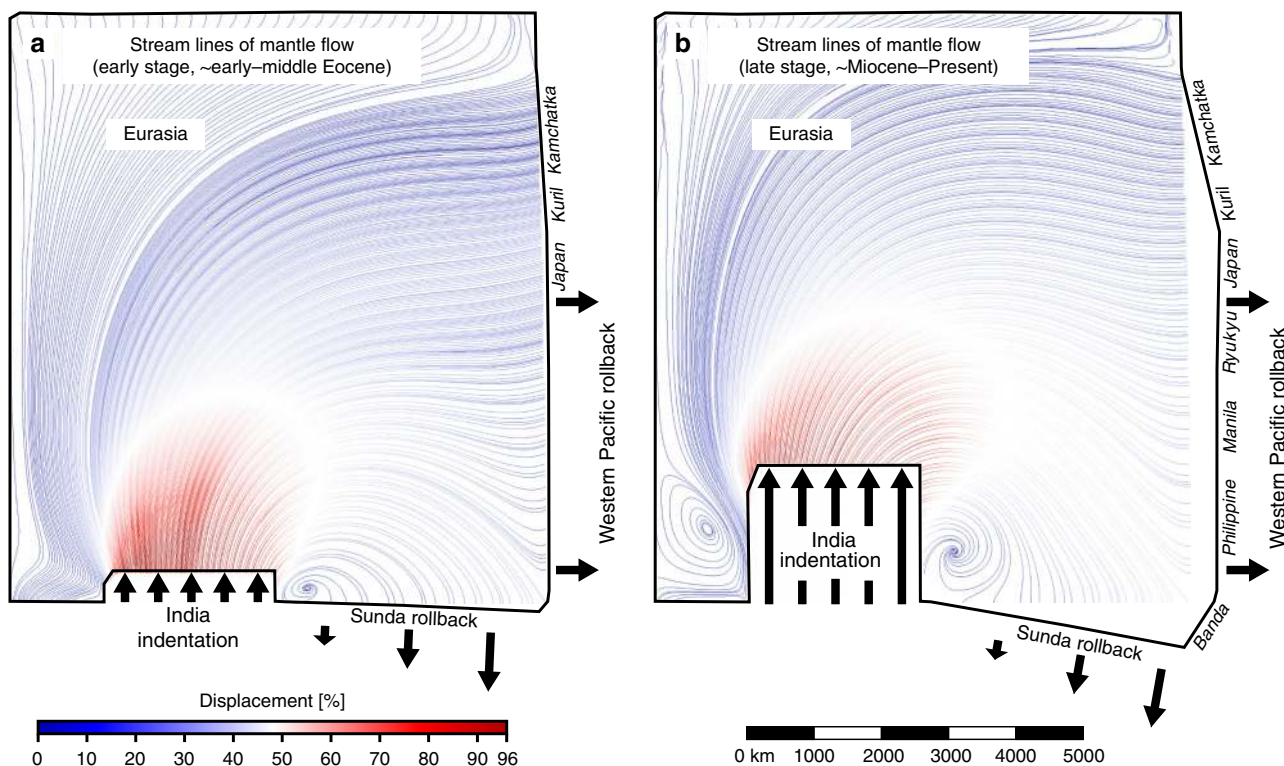 a
Stream lines of mantle flow
(early stage, ~early–middle Eocene)
Eurasia
Kamchatka
Kuril
Japan
Western Pacific rollback
India
indentation
Sunda rollback
Displacement [%]
0 10 20 30 40 50 60 70 80 90 96
b
Stream lines of mantle flow
(late stage, ~Miocene–Present)
Eurasia
Kamchatka
Kuril
Japan
Ryukyu
Manila
Philippine
Banda
Western Pacific rollback
India
indentation
Sunda rollback
0 km 1000 2000 3000 4000 5000